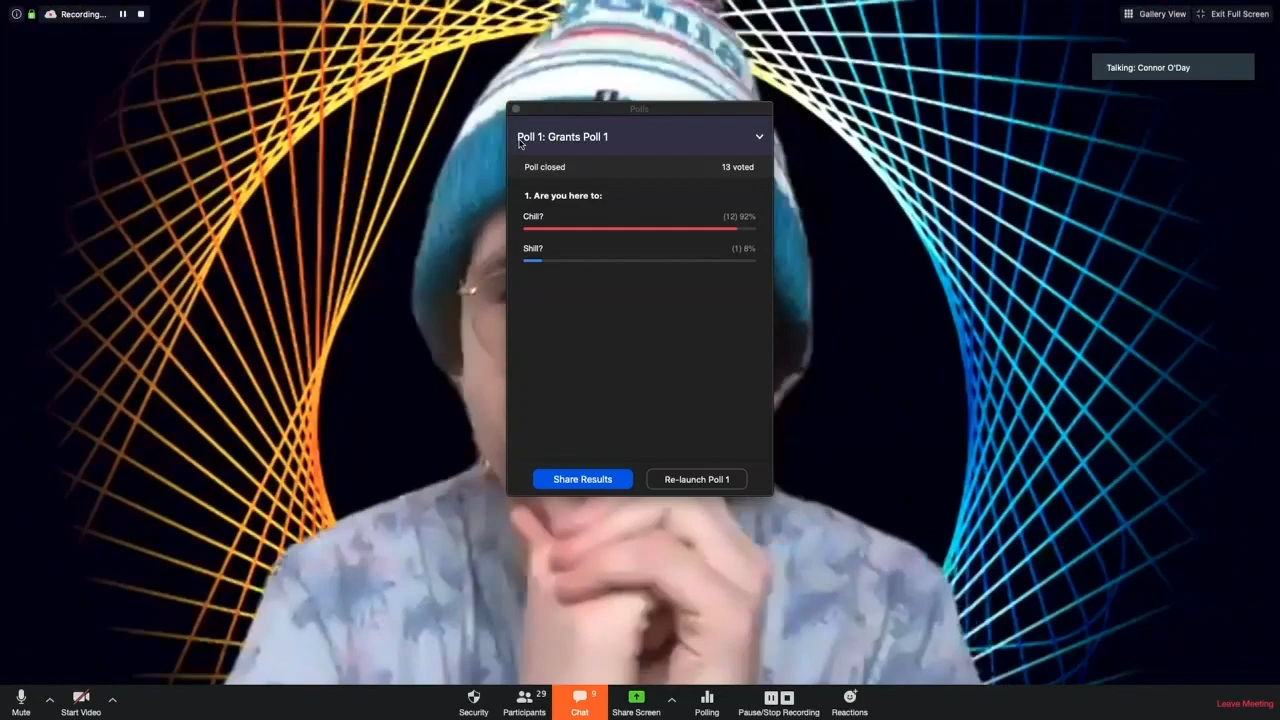 Recording...
Gallery View
Exit Full Screen
Talking: Connor O'Day
Polls
Poll 1: Grants Poll 1
Poll closed
13 voted
1. Are you here to:
Chill?
(12) 92%
Shill?
(1) 8%
Share Results
Re-launch Poll 1
Mute
Start Video
Security
29
Participants
9
Chat
Share Screen
Polling
Pause/Stop Recording
Reactions
Leave Meeting